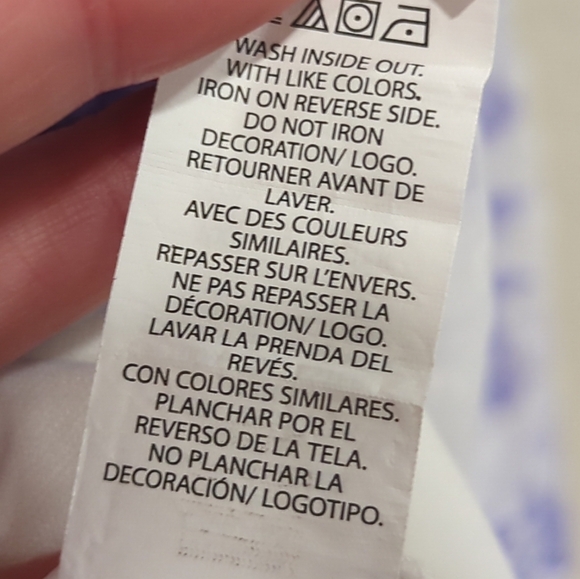 WASH INSIDE OUT.
WITH LIKE COLORS.
IRON ON REVERSE SIDE.
DO NOT IRON
DECORATION/ LOGO.
RETOURNER AVANT DE
LAVER.
AVEC DES COULEURS
SIMILAIRES.
REPASSER SUR L'ENVERS.
NE PAS REPASSER LA
DÉCORATION/ LOGO.
LAVAR LA PRENDA DEL
REVÉS.
CON COLORES SIMILARES.
PLANCHAR POR EL
REVERSO DE LA TELA.
NO PLANCHAR LA
DECORACIÓN/ LOGOTIPO.